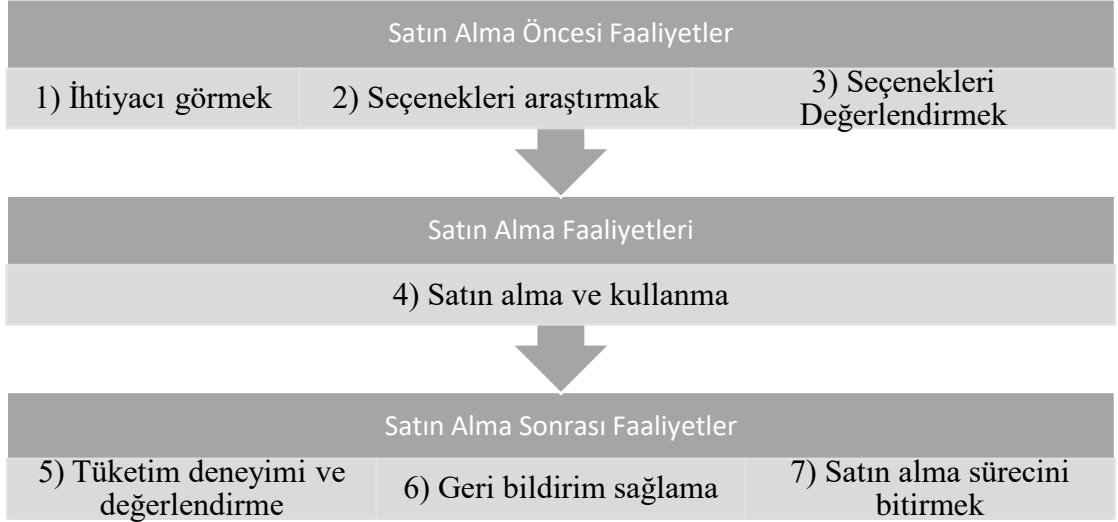 Satın Alma Öncesi Faaliyetler
1) İhtiyacı görmek
2) Seçenekleri araştırmak
3) Seçenekleri
Değerlendirmek
Satın Alma Faaliyetleri
4) Satın alma ve kullanma
Satın Alma Sonrası Faaliyetler
5) Tüketim deneyimi ve
değerlendirme
6) Geri bildirim sağlama
7) Satın alma sürecini
bitirmek